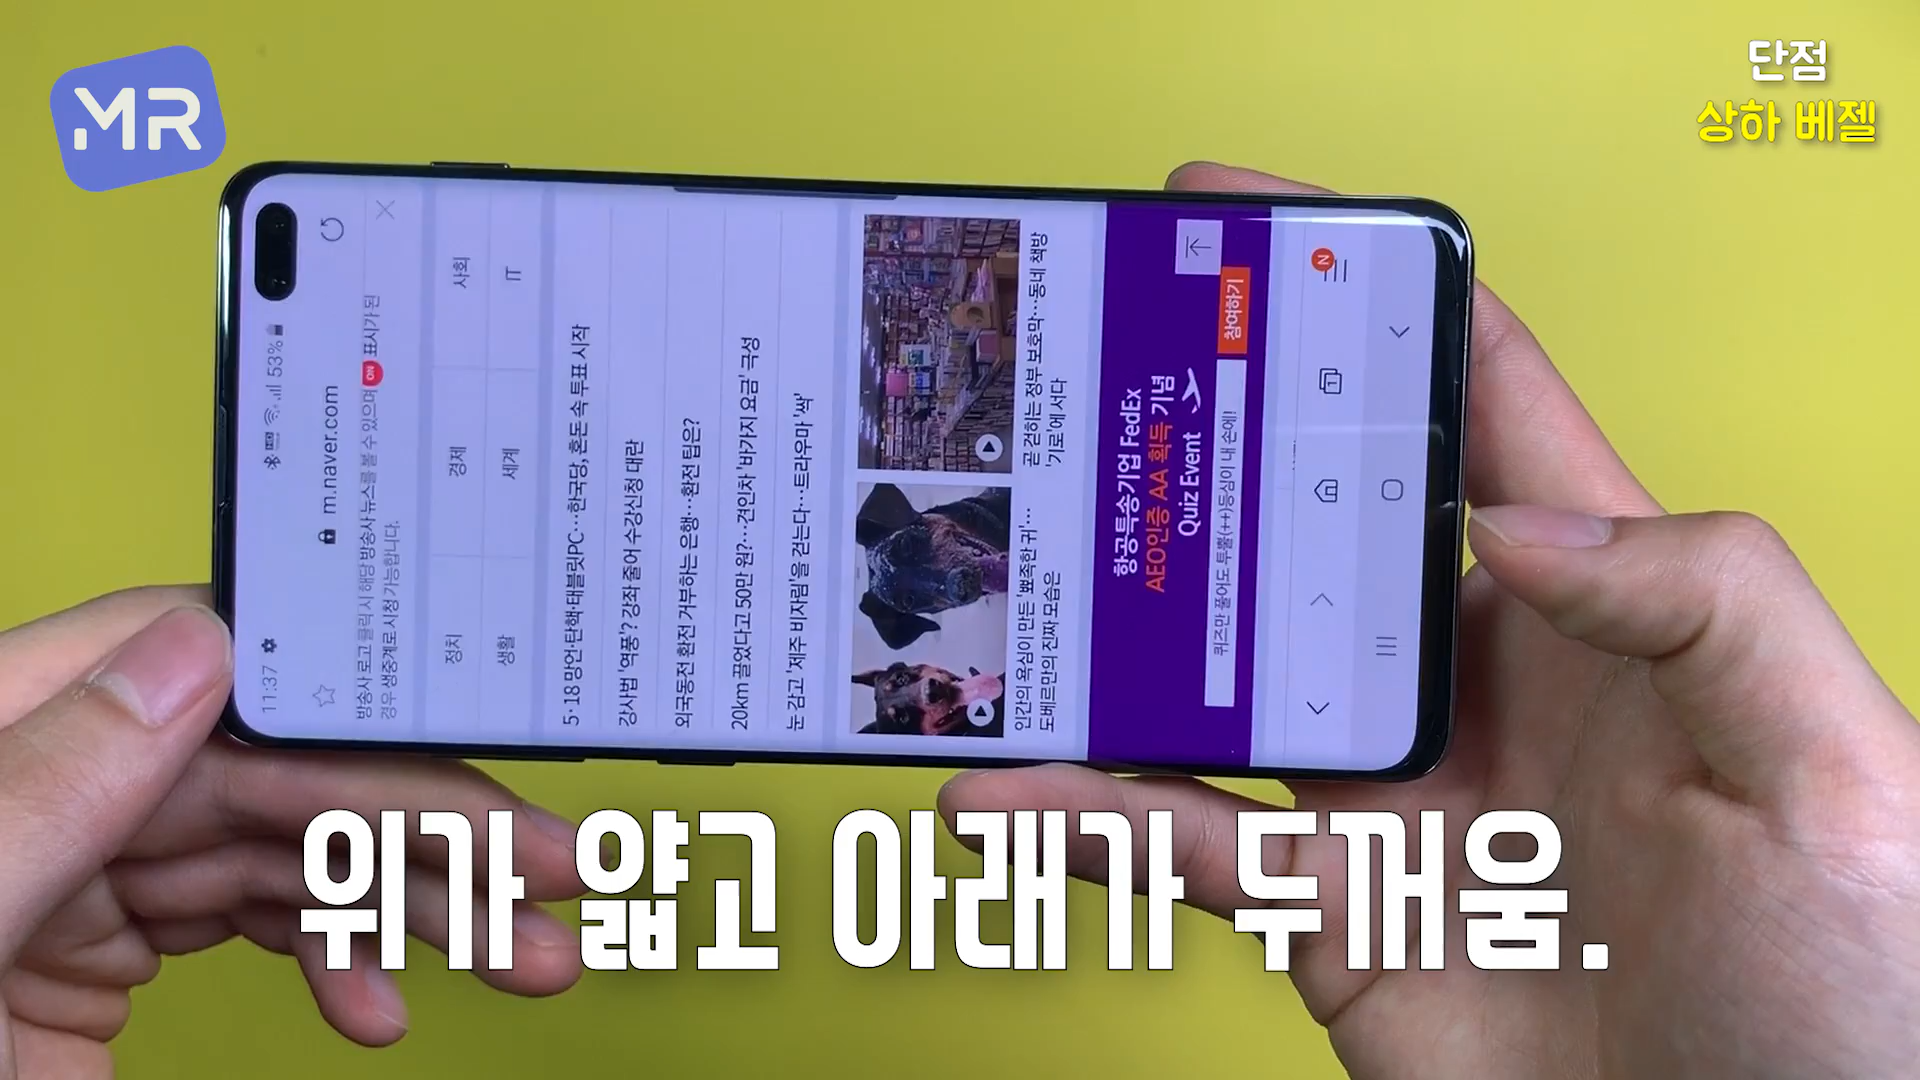 MR
단점
상하 베젤
11:37
53%
m.naver.com
방송사 로고 클릭 시 해당 방송사 뉴스를 볼 수 있으며 ON 표시가 된
경우 생중계로 시청 가능합니다.
정치 경제 사회
생활 세계 IT
5·18 망언·탄핵·태블릿PC…한국당, 혼돈 속 투표 시작
강사법 '역풍'? 강좌 줄어 수강신청 대란
외국동전 환전 거부하는 은행…환전 팁은?
20km 끌었다고 50만 원?…견인차 '바가지 요금' 극성
눈 감고 '제주 비자림'을 걷는다…트라우마 '싹'
인간의 욕심이 만든 '뾰족한 귀'…
도베르만의 진짜 모습은
곧 걷히는 정부 보호막…동네 책방
'기로'에 서다
항공특송기업 FedEx
AEO인증 AA 획득 기념
Quiz Event
퀴즈만 풀어도 투뿔(++)등심이 내 손에!
참여하기
N
1
위가 얇고 아래가 두꺼움.